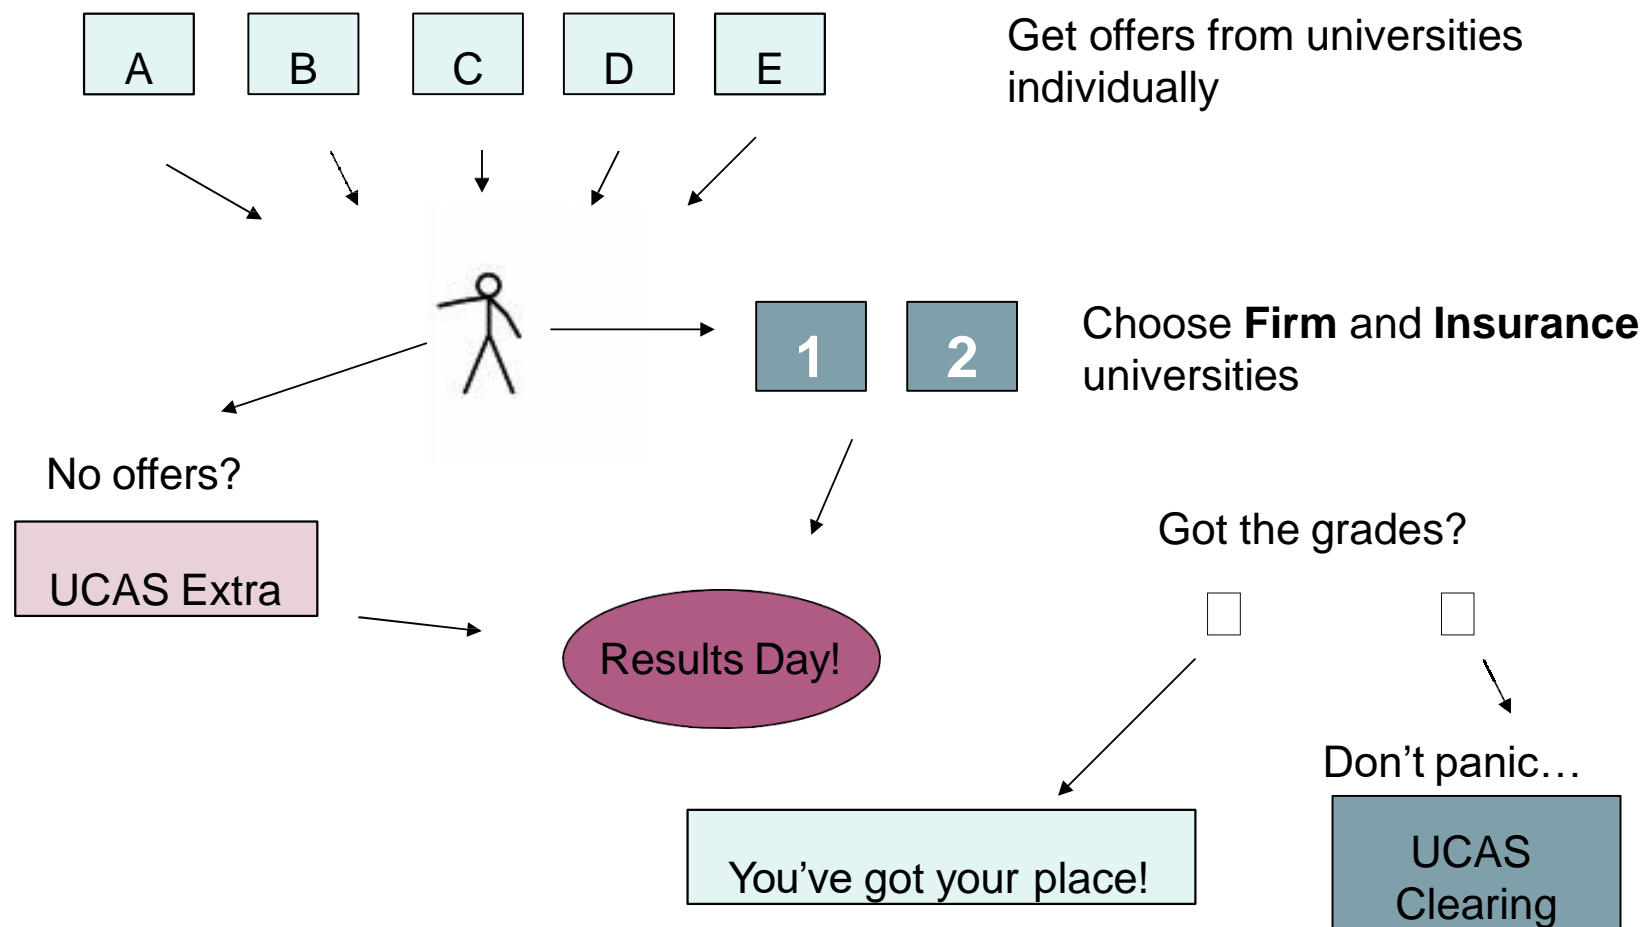 A
B
C
D
E
Get offers from universities
individually
1
2
Choose Firm and Insurance
universities
No offers?
UCAS Extra
Results Day!
Got the grades?
You’ve got your place!
Don’t panic…
UCAS
Clearing